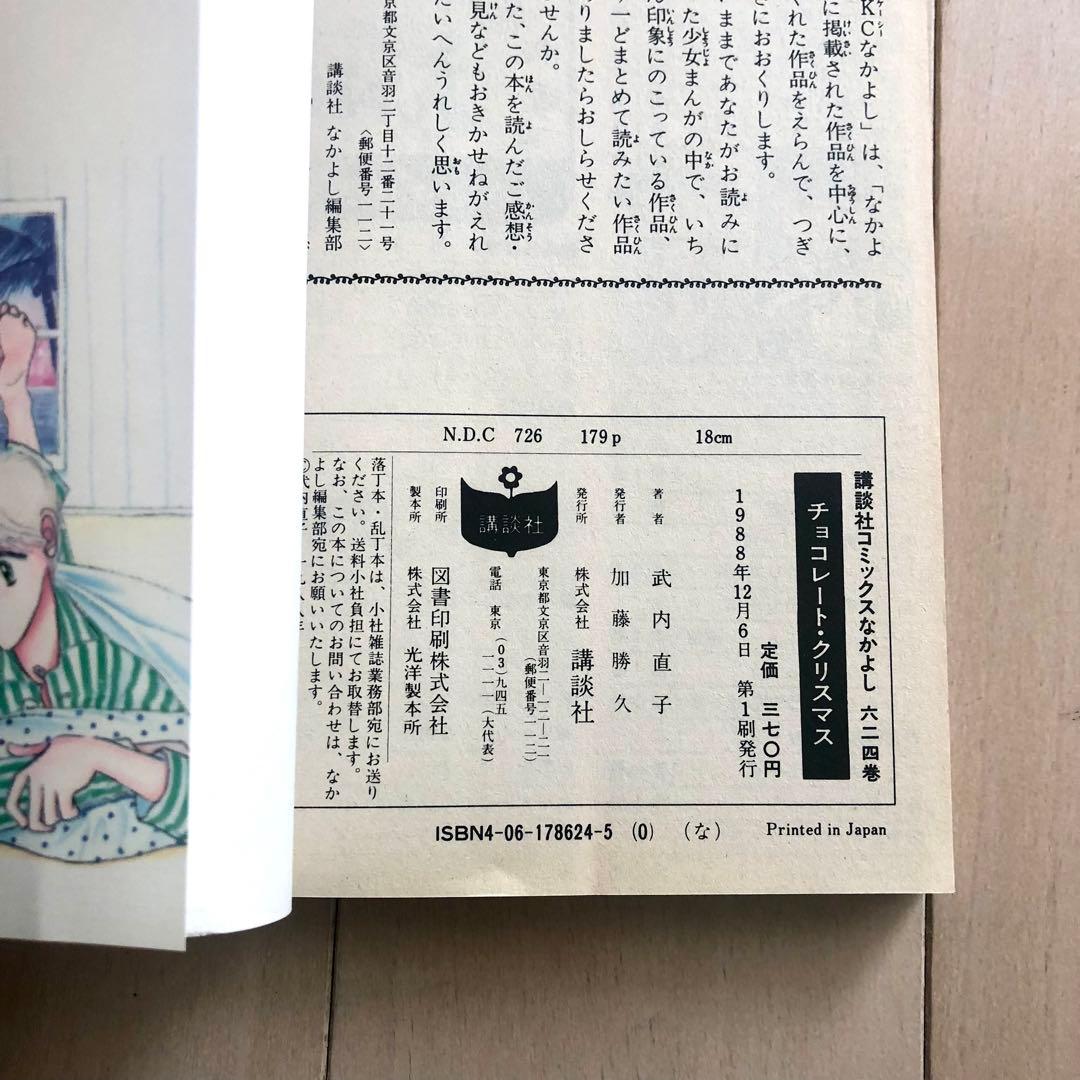 KCなかよし」は、「なかよ
に掲載された作品を中心に、
くれた作品をえらんで、つぎ
におおくりします。
いままであなたがお読みに
た少女まんがの中で、いち
ん印象にのこっている作品、
一どまとめて読みたい作品
りましたらおしらせくださ
せんか。
た、この本を読んだご感想・
見などもおきかせねがえれ
たいへんうれしく思います。
京都文京区音羽二丁目十二番二十一号
〈郵便番号一一二〉
講談社 なかよし編集部
N.D.C 726 179p 18cm
講談社コミックスなかよし 六二四巻
チョコレート・クリスマス
定価 三七〇円
1988年12月6日 第1刷発行
著者 武内直子
発行者 加藤勝久
発行所 株式会社 講談社
東京都文京区音羽二―一二―二一
(郵便番号一一二)
電話 東京(03)九四五
一一一一(大代表)
講談社
印刷所 図書印刷株式会社
製本所 株式会社 光洋製本所
落丁本・乱丁本は、小社雑誌業務部宛にお送り
ください。送料小社負担にてお取替します。
なお、この本についてのお問い合わせは、なか
よし編集部宛にお願いいたします。
ISBN4-06-178624-5 (0) (な) Printed in Japan